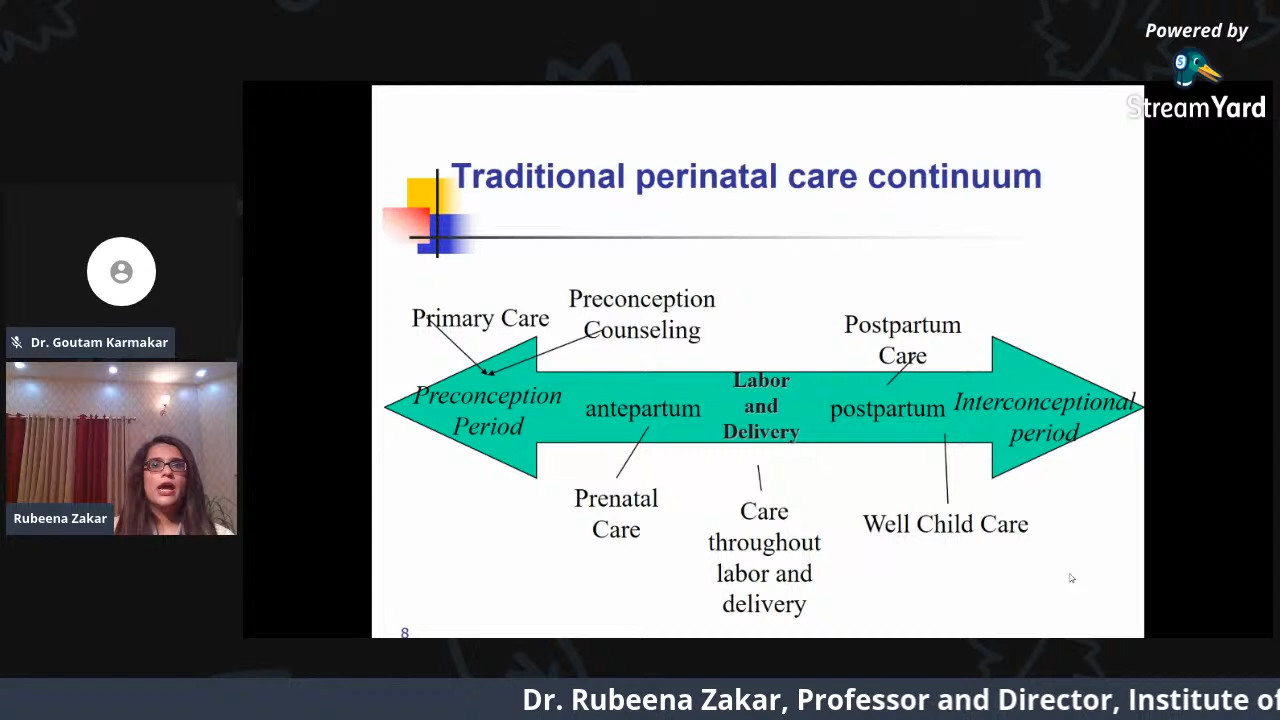 Powered by
StreamYard
Traditional perinatal care continuum
Primary Care
Preconception
Counseling
Postpartum
Care
Preconception
Period
antepartum
Labor
and
Delivery
postpartum
Interconceptional
period
Prenatal
Care
Care
throughout
labor and
delivery
Well Child Care
8
Dr. Goutam Karmakar
Rubeena Zakar
Dr. Rubeena Zakar, Professor and Director, Institute of